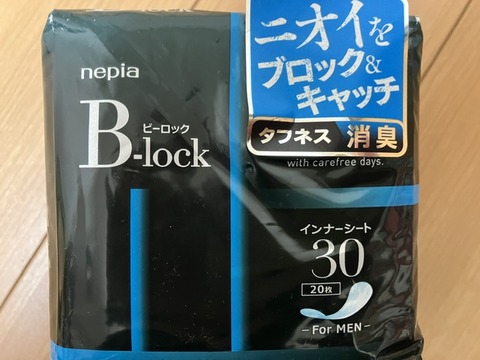 nepia
ビーロック
B-lock
ニオイを
ブロック&
キャッチ
タフネス 消臭
with carefree days.
インナーシート
30
20枚
-For MEN-